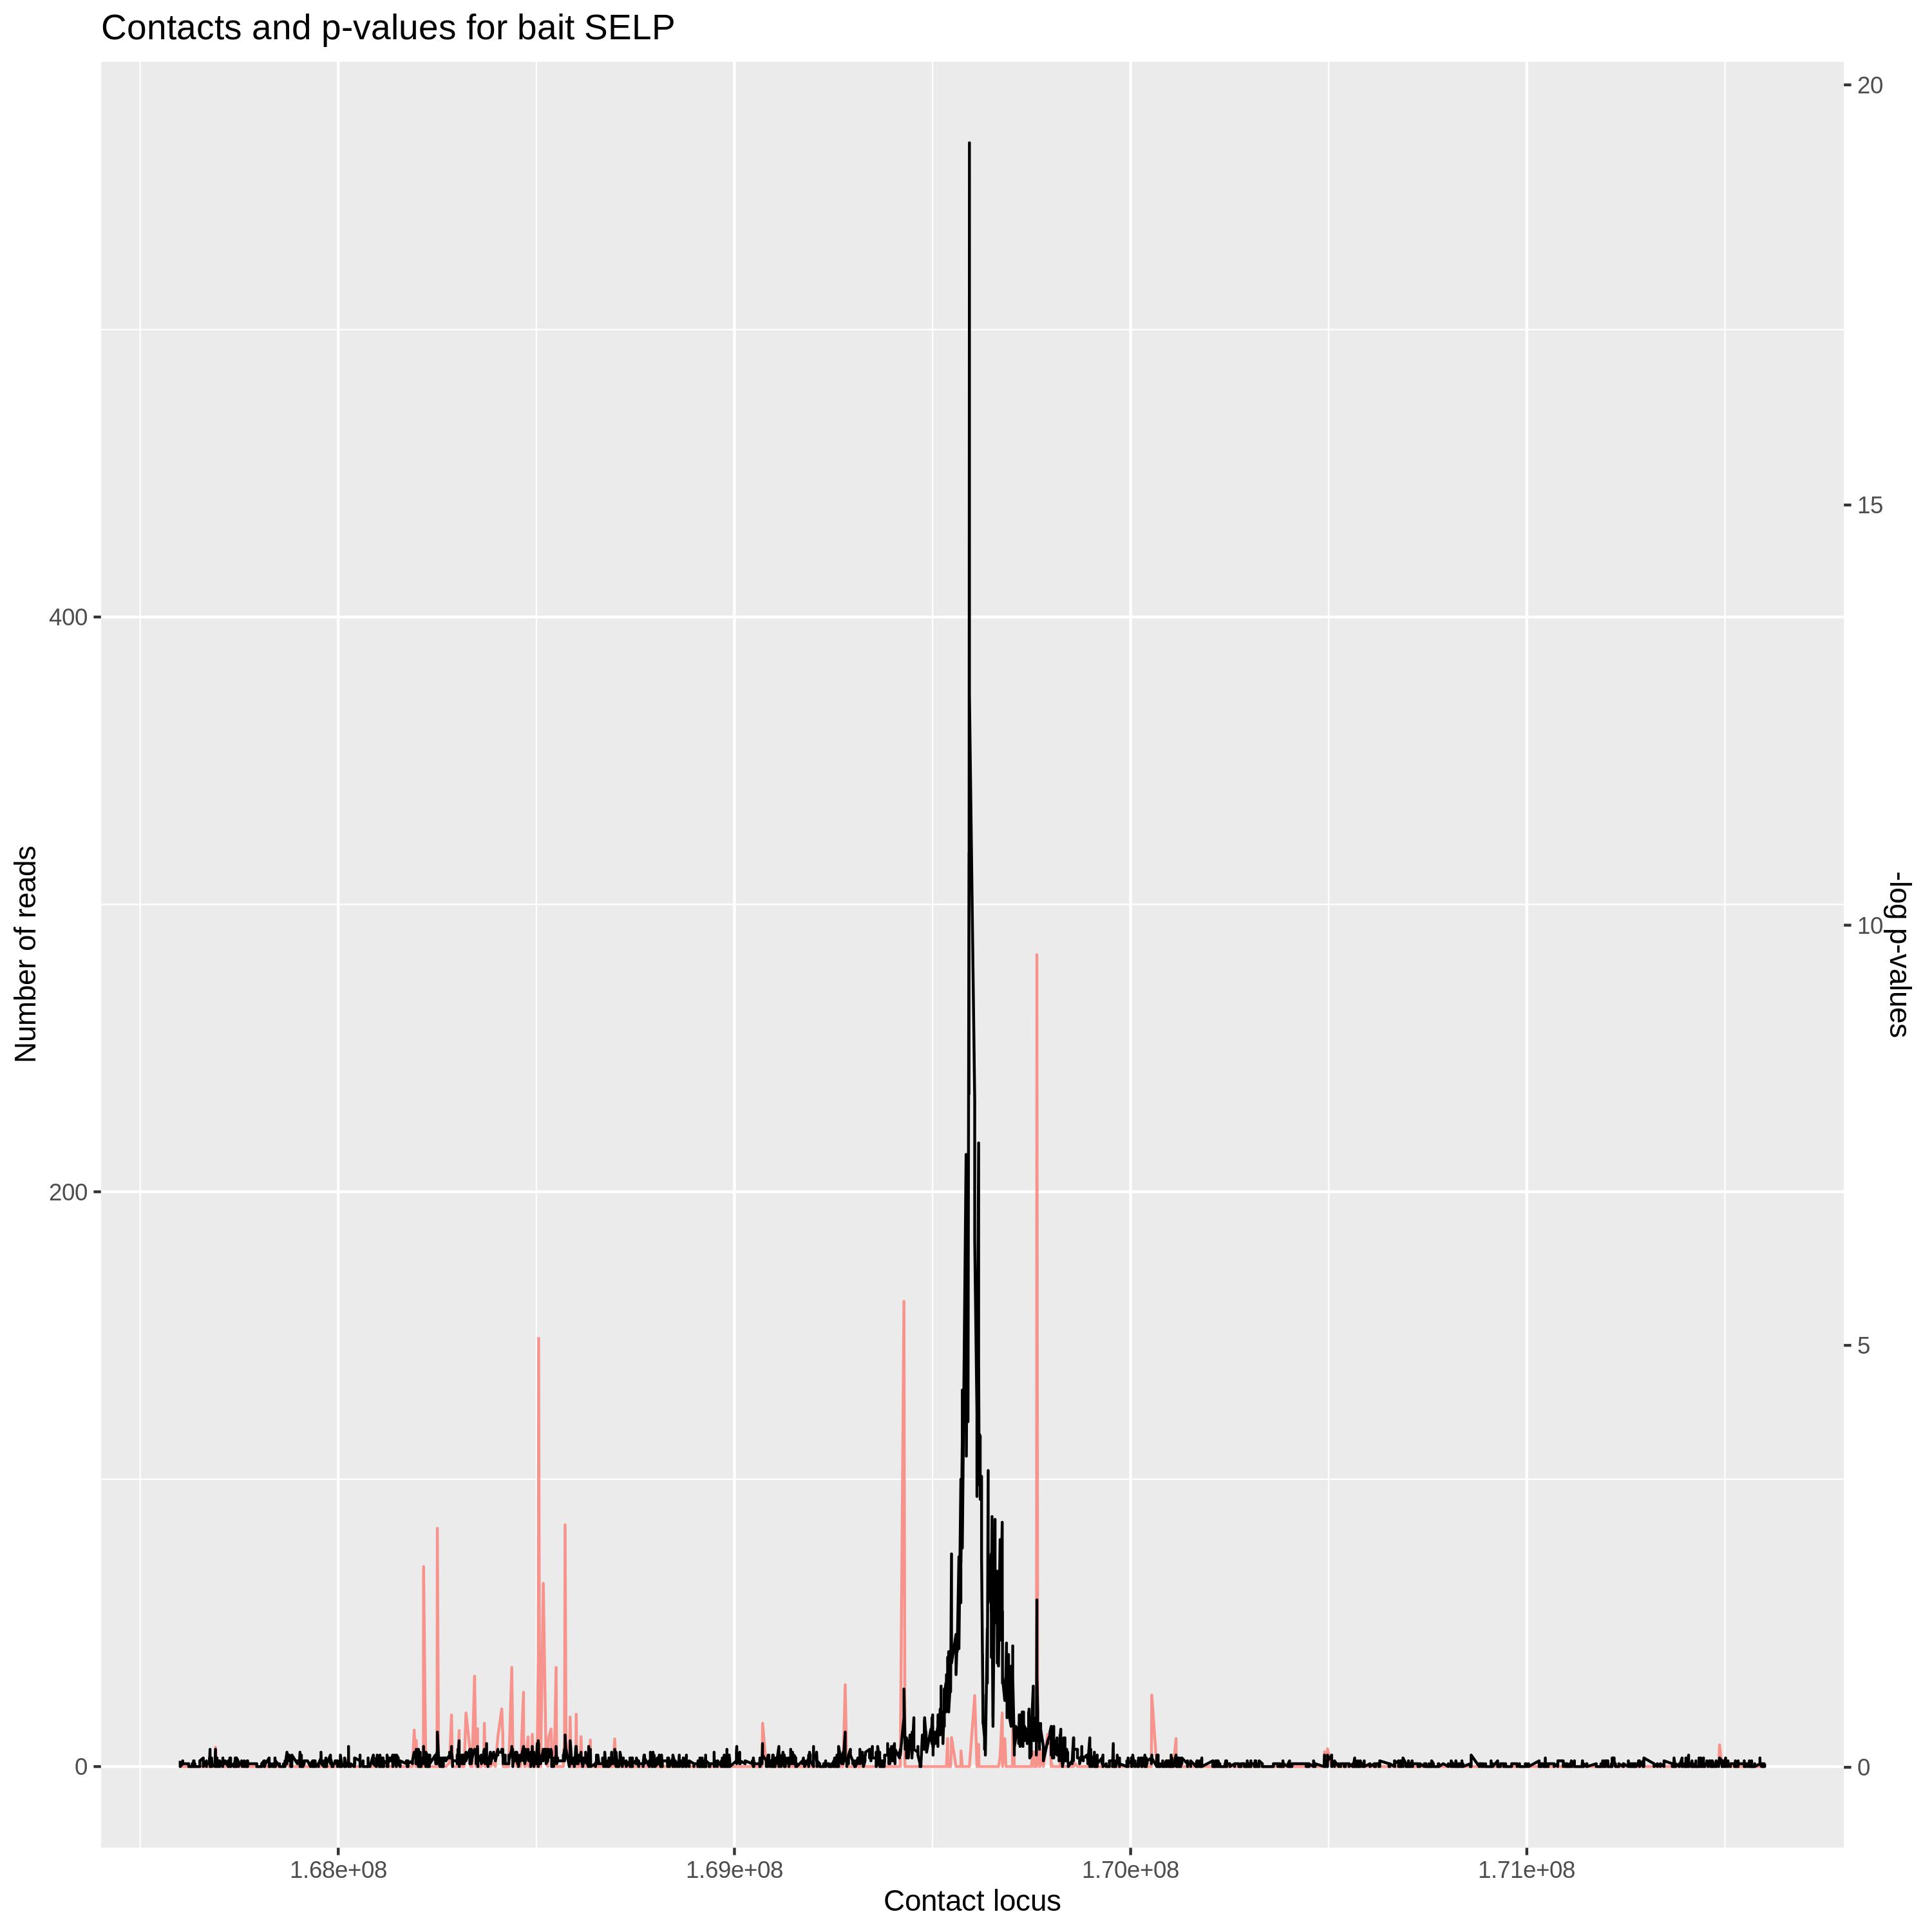 Contacts and p-values for bait SELP
20
15
400
Number of reads
-log p-values
10
200
5
0
0
1.68e+08
1.69e+08
1.70e+08
1.71e+08
Contact locus